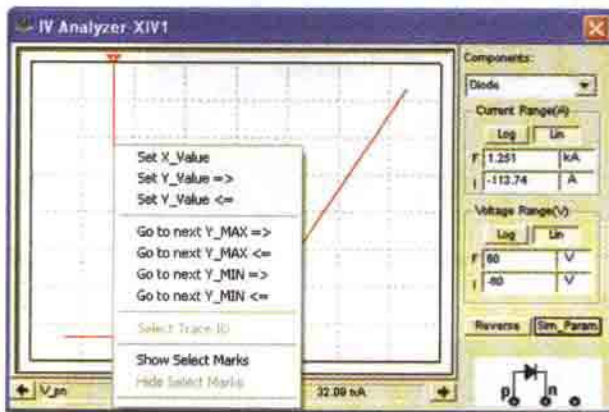 IV Analyzer-XIV1
Components:
Diode
Current Range(A)
Log Lin
F 1.251 kA
I -113.74 A
Voltage Range(V)
Log Lin
F 60 V
I -60 V
Reverse Sim_Param.
p n
Set X_Value
Set Y_Value =>
Set Y_Value <=
Go to next Y_MAX =>
Go to next Y_MAX <=
Go to next Y_MIN =>
Go to next Y_MIN <=
Select Trace ID
Show Select Marks
Hide Select Marks
V_pn
32.09